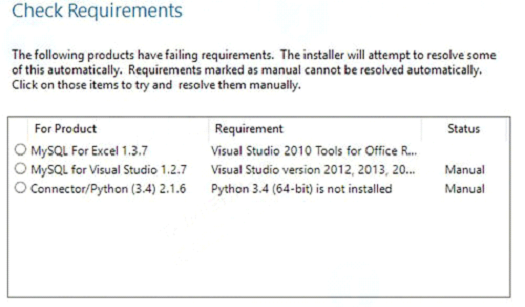 Check Requirements
The following products have failing requirements. The installer will attempt to resolve some
of this automatically. Requirements marked as manual cannot be resolved automatically.
Click on those items to try and resolve them manually.
For Product Requirement Status
MySQL For Excel 1.3.7 Visual Studio 2010 Tools for Office R...
MySQL for Visual Studio 1.2.7 Visual Studio version 2012, 2013, 20... Manual
Connector/Python (3.4) 2.1.6 Python 3.4 (64-bit) is not installed Manual